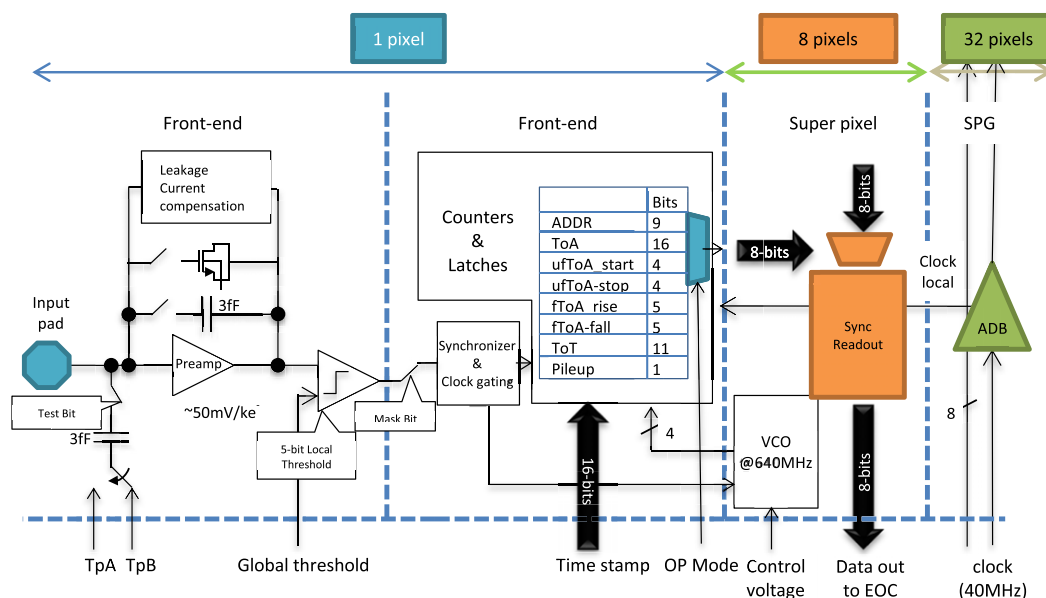 1 pixel
8 pixels
32 pixels
Front-end
Front-end
Super pixel
SPG
Leakage
Current
compensation
3fF
Input
pad
Preamp
~50mV/ke-
Test Bit
3fF
5-bit Local
Threshold
Mask Bit
Synchronizer
&
Clock gating
Counters
&
Latches
Bits
ADDR 9
ToA 16
ufToA_start 4
ufToA-stop 4
fToA_rise 5
fToA-fall 5
ToT 11
Pileup 1
8-bits
8-bits
Clock
local
Sync
Readout
ADB
4
VCO
@640MHz
16-bits
8-bits
8
TpA
TpB
Global threshold
Time stamp
OP Mode
Control
voltage
Data out
to EOC
clock
(40MHz)